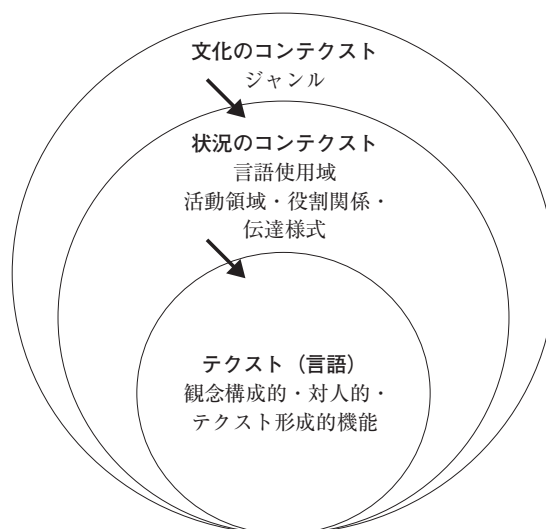 文化のコンテクスト
ジャンル
状況のコンテクスト
言語使用域
活動領域・役割関係・
伝達様式
テクスト（言語）
観念構成的・対人的・
テクスト形成的機能